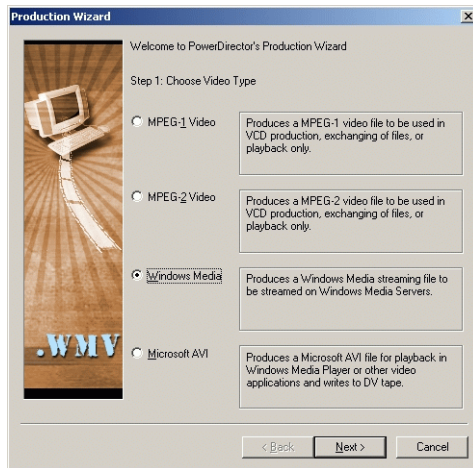 Production Wizard
Welcome to PowerDirector's Production Wizard
Step 1: Choose Video Type
MPEG-1 Video
Produces a MPEG-1 video file to be used in
VCD production, exchanging of files, or
playback only.
MPEG-2 Video
Produces a MPEG-2 video file to be used in
VCD production, exchanging of files, or
playback only.
Windows Media
Produces a Windows Media streaming file to
be streamed on Windows Media Servers.
.WMV
Microsoft AVI
Produces a Microsoft AVI file for playback in
Windows Media Player or other video
applications and writes to DV tape.
< Back Next > Cancel